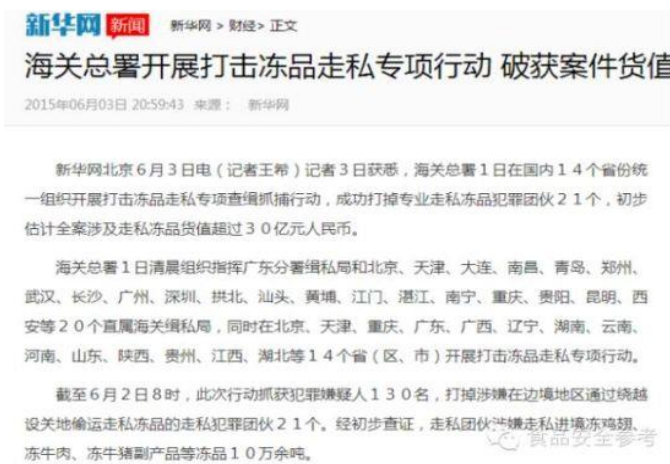 新华网 新闻 新华网 > 财经> 正文
海关总署开展打击冻品走私专项行动 破获案件货值
2015年06月03日 20:59:43 来源： 新华网
新华网北京６月３日电（记者王希）记者３日获悉，海关总署１日在国内１４个省份统
一组织开展打击冻品走私专项查缉抓捕行动，成功打掉专业走私冻品犯罪团伙２１个，初步
估计全案涉及走私冻品货值超过３０亿元人民币。
海关总署１日清晨组织指挥广东分署缉私局和北京、天津、大连、南昌、青岛、郑州、
武汉、长沙、广州、深圳、拱北、汕头、黄埔、江门、湛江、南宁、重庆、贵阳、昆明、西
安等２０个直属海关缉私局，同时在北京、天津、重庆、广东、广西、辽宁、湖南、云南、
河南、山东、陕西、贵州、江西、湖北等１４个省（区、市）开展打击冻品走私专项行动。
截至６月２日8时，此次行动抓获犯罪嫌疑人１３０名，打掉涉嫌在边境地区通过绕越
设关地偷运走私冻品的走私犯罪团伙２１个。经初步查证，走私团伙涉嫌走私进境冻鸡翅、
冻牛肉、冻牛猪副产品等冻品１０万余吨。
食品安全参考